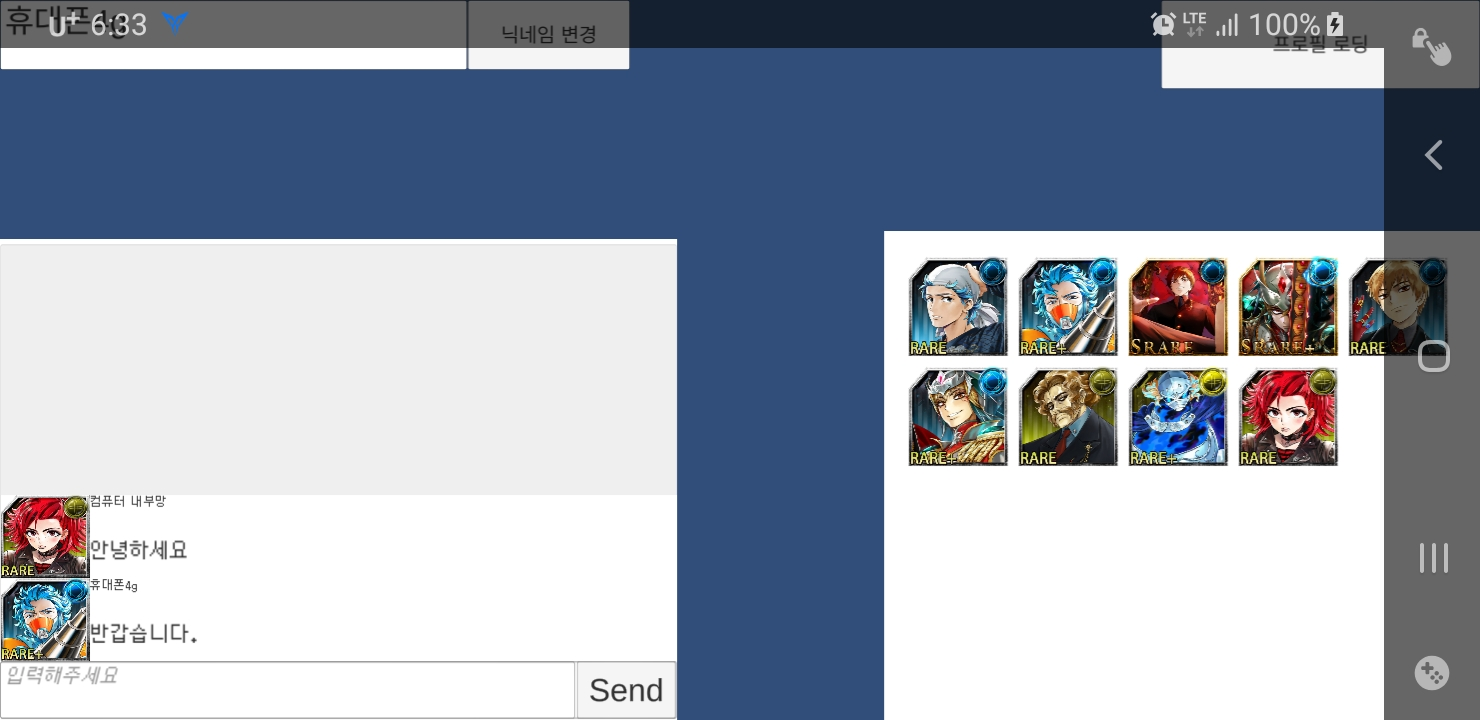 휴대폰4g
U+ 6:33
LTE 100%
닉네임 변경
프로필 로딩
RARE RARE+ SRARE SRARE+ RARE
RARE+ RARE RARE+ RARE
컴퓨터 내부망
안녕하세요
RARE
휴대폰4g
반갑습니다.
RARE+
입력해주세요
Send